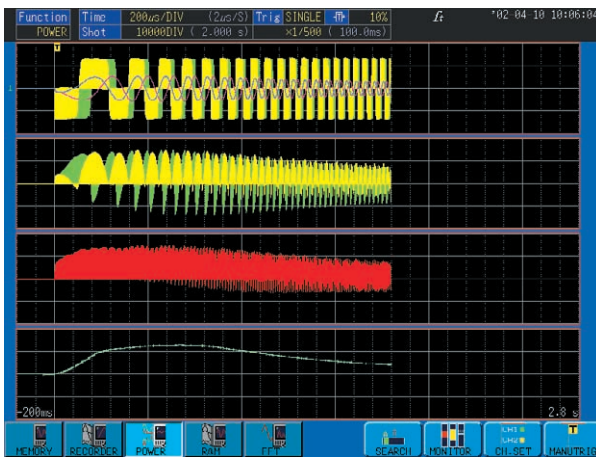 Function Time 200us/DIV (2us/S) Trig SINGLE 10% '02-04-10 10:06:04
POWER Shot 10000DIV ( 2.000 s) ×1/500 ( 100.0ms)
T
1
-200ms 2.8 s
MEMORY RECORDER POWER RAM FFT SEARCH MONITOR CH1 CH2 CH.SET T MANUTRIG